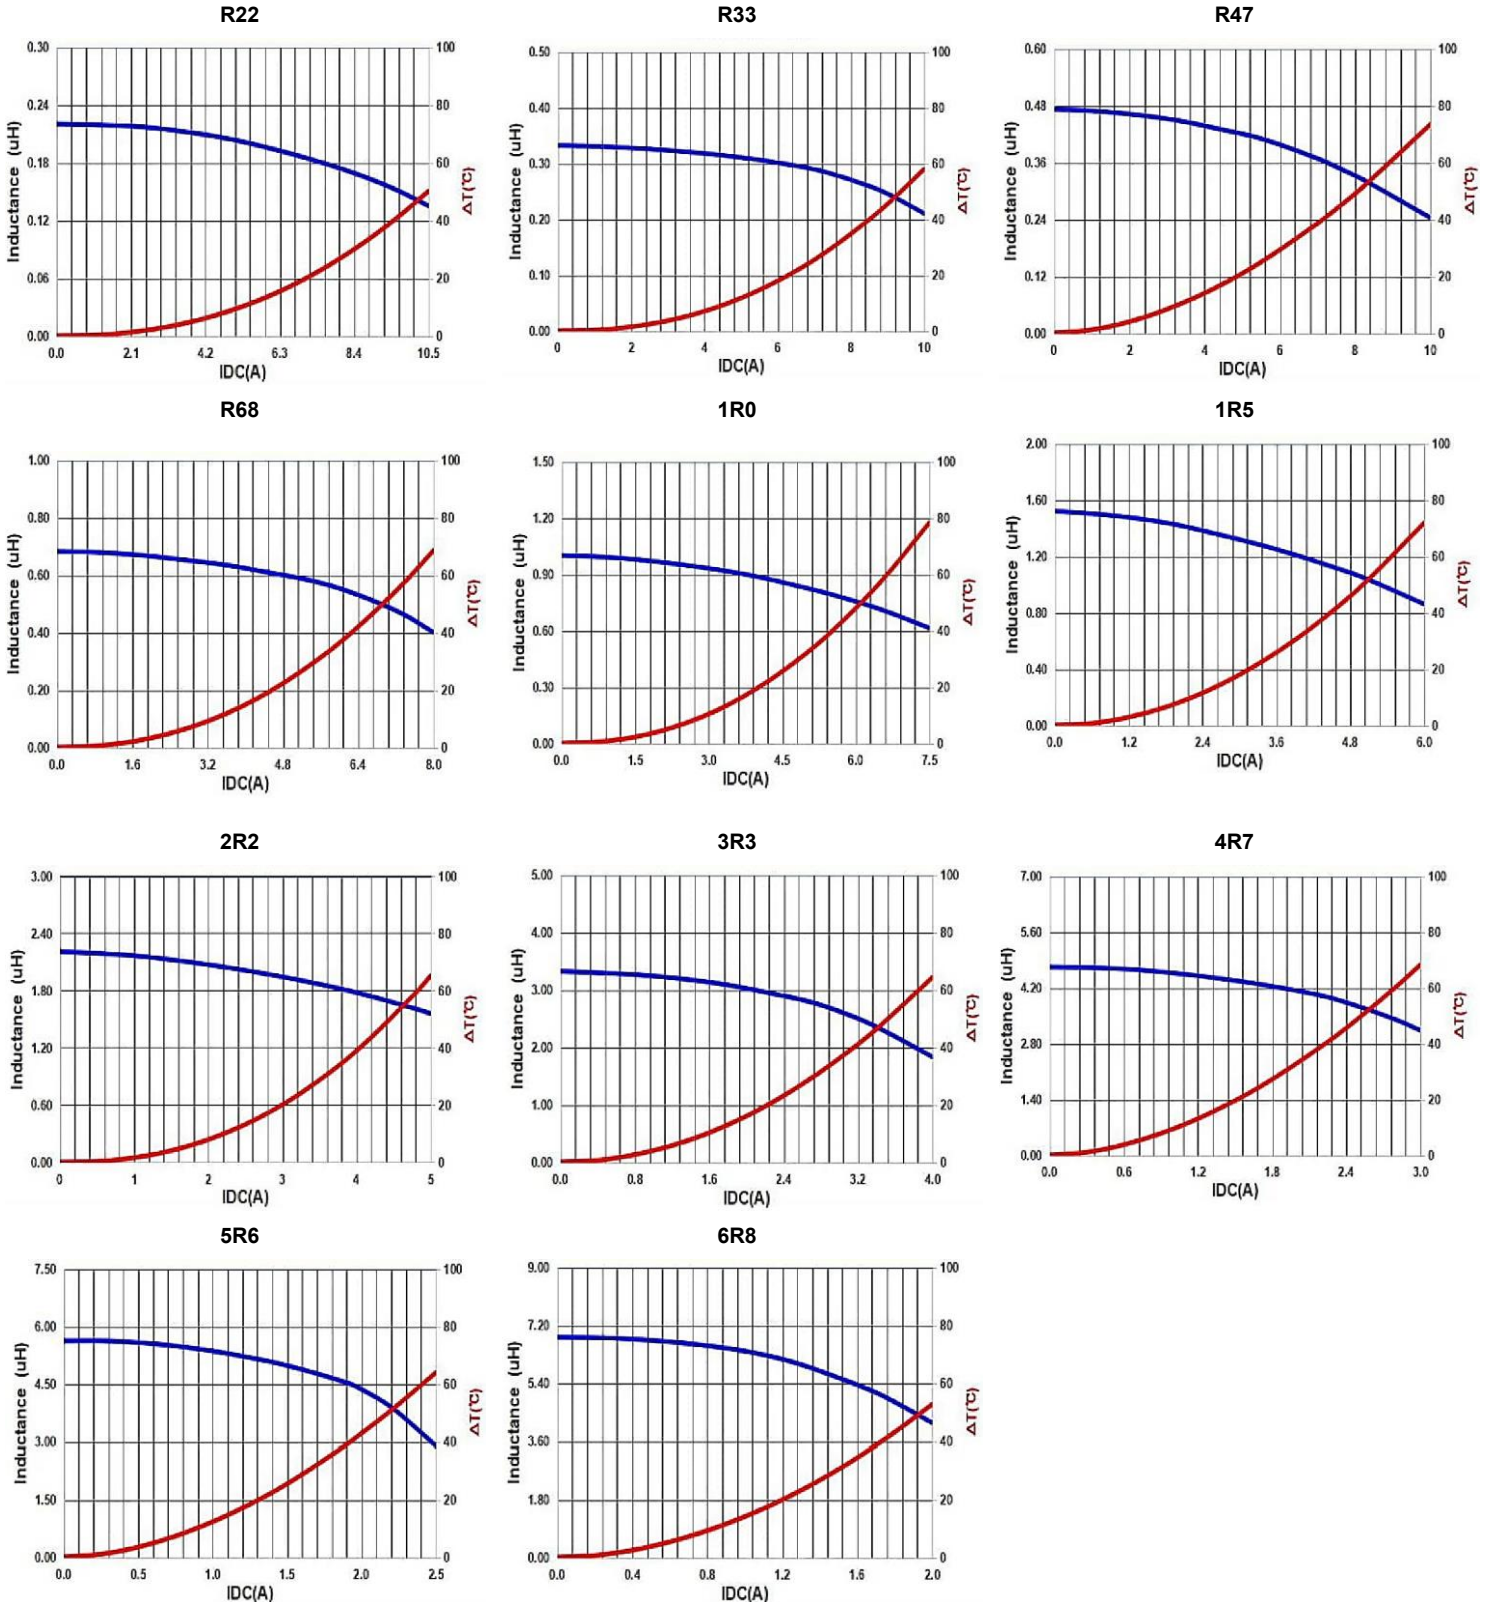 R22
0.30
0.24
0.18
0.12
0.06
0.00
100
80
60
40
20
0
0.0 2.1 4.2 6.3 8.4 10.5
Inductance (uH)
△T(℃)
IDC(A)
R33
0.50
0.40
0.30
0.20
0.10
0.00
100
80
60
40
20
0
0 2 4 6 8 10
Inductance (uH)
△T(℃)
IDC(A)
R47
0.60
0.48
0.36
0.24
0.12
0.00
100
80
60
40
20
0
0 2 4 6 8 10
Inductance (uH)
△T(℃)
IDC(A)
R68
1.00
0.80
0.60
0.40
0.20
0.00
100
80
60
40
20
0
0.0 1.6 3.2 4.8 6.4 8.0
Inductance (uH)
△T(℃)
IDC(A)
1R0
1.50
1.20
0.90
0.60
0.30
0.00
100
80
60
40
20
0
0.0 1.5 3.0 4.5 6.0 7.5
Inductance (uH)
△T(℃)
IDC(A)
1R5
2.00
1.60
1.20
0.80
0.40
0.00
100
80
60
40
20
0
0.0 1.2 2.4 3.6 4.8 6.0
Inductance (uH)
△T(℃)
IDC(A)
2R2
3.00
2.40
1.80
1.20
0.60
0.00
100
80
60
40
20
0
0 1 2 3 4 5
Inductance (uH)
△T(℃)
IDC(A)
3R3
5.00
4.00
3.00
2.00
1.00
0.00
100
80
60
40
20
0
0.0 0.8 1.6 2.4 3.2 4.0
Inductance (uH)
△T(℃)
IDC(A)
4R7
7.00
5.60
4.20
2.80
1.40
0.00
100
80
60
40
20
0
0.0 0.6 1.2 1.8 2.4 3.0
Inductance (uH)
△T(℃)
IDC(A)
5R6
7.50
6.00
4.50
3.00
1.50
0.00
100
80
60
40
20
0
0.0 0.5 1.0 1.5 2.0 2.5
Inductance (uH)
△T(℃)
IDC(A)
6R8
9.00
7.20
5.40
3.60
1.80
0.00
100
80
60
40
20
0
0.0 0.4 0.8 1.2 1.6 2.0
Inductance (uH)
△T(℃)
IDC(A)